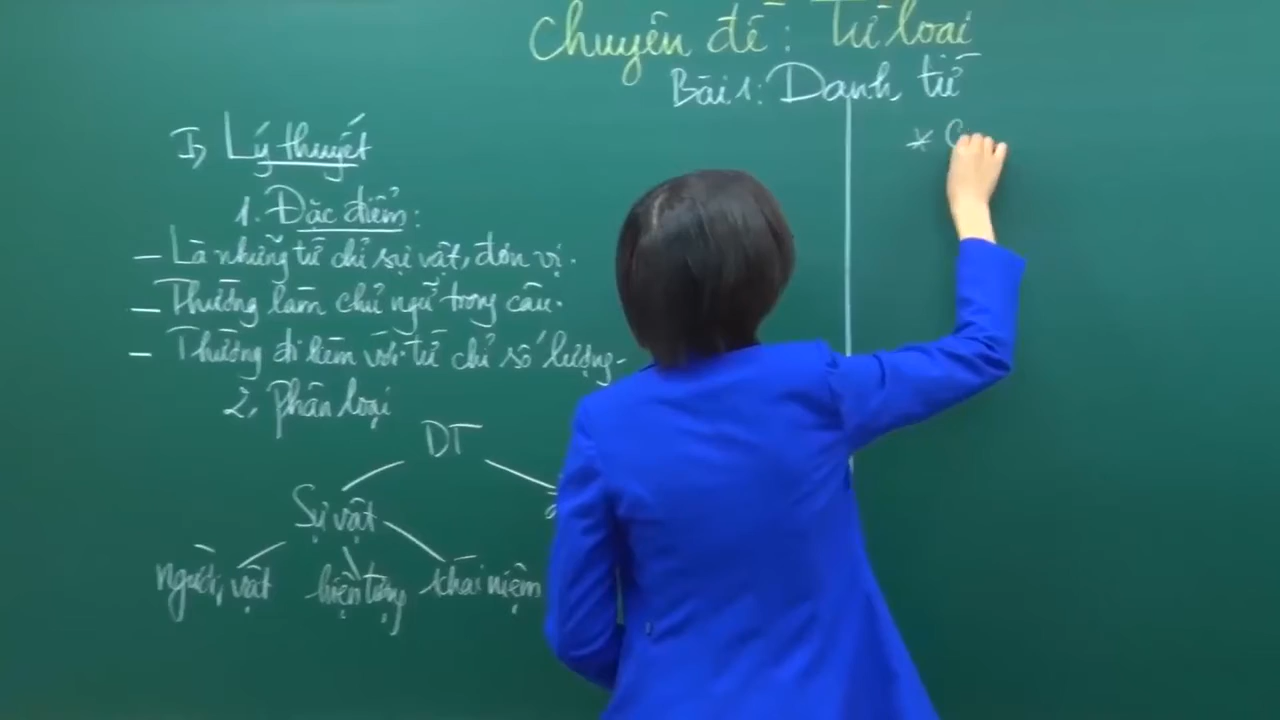 Chuyên đề: Từ loại
Bài 1: Danh từ
I, Lý thuyết
1. Đặc điểm:
– Là những từ chỉ sự vật, đơn vị.
– Thường làm chủ ngữ trong câu.
– Thường đi kèm với từ chỉ số lượng.
2, Phân loại
DT
Sự vật
người, vật hiện tượng khái niệm
*